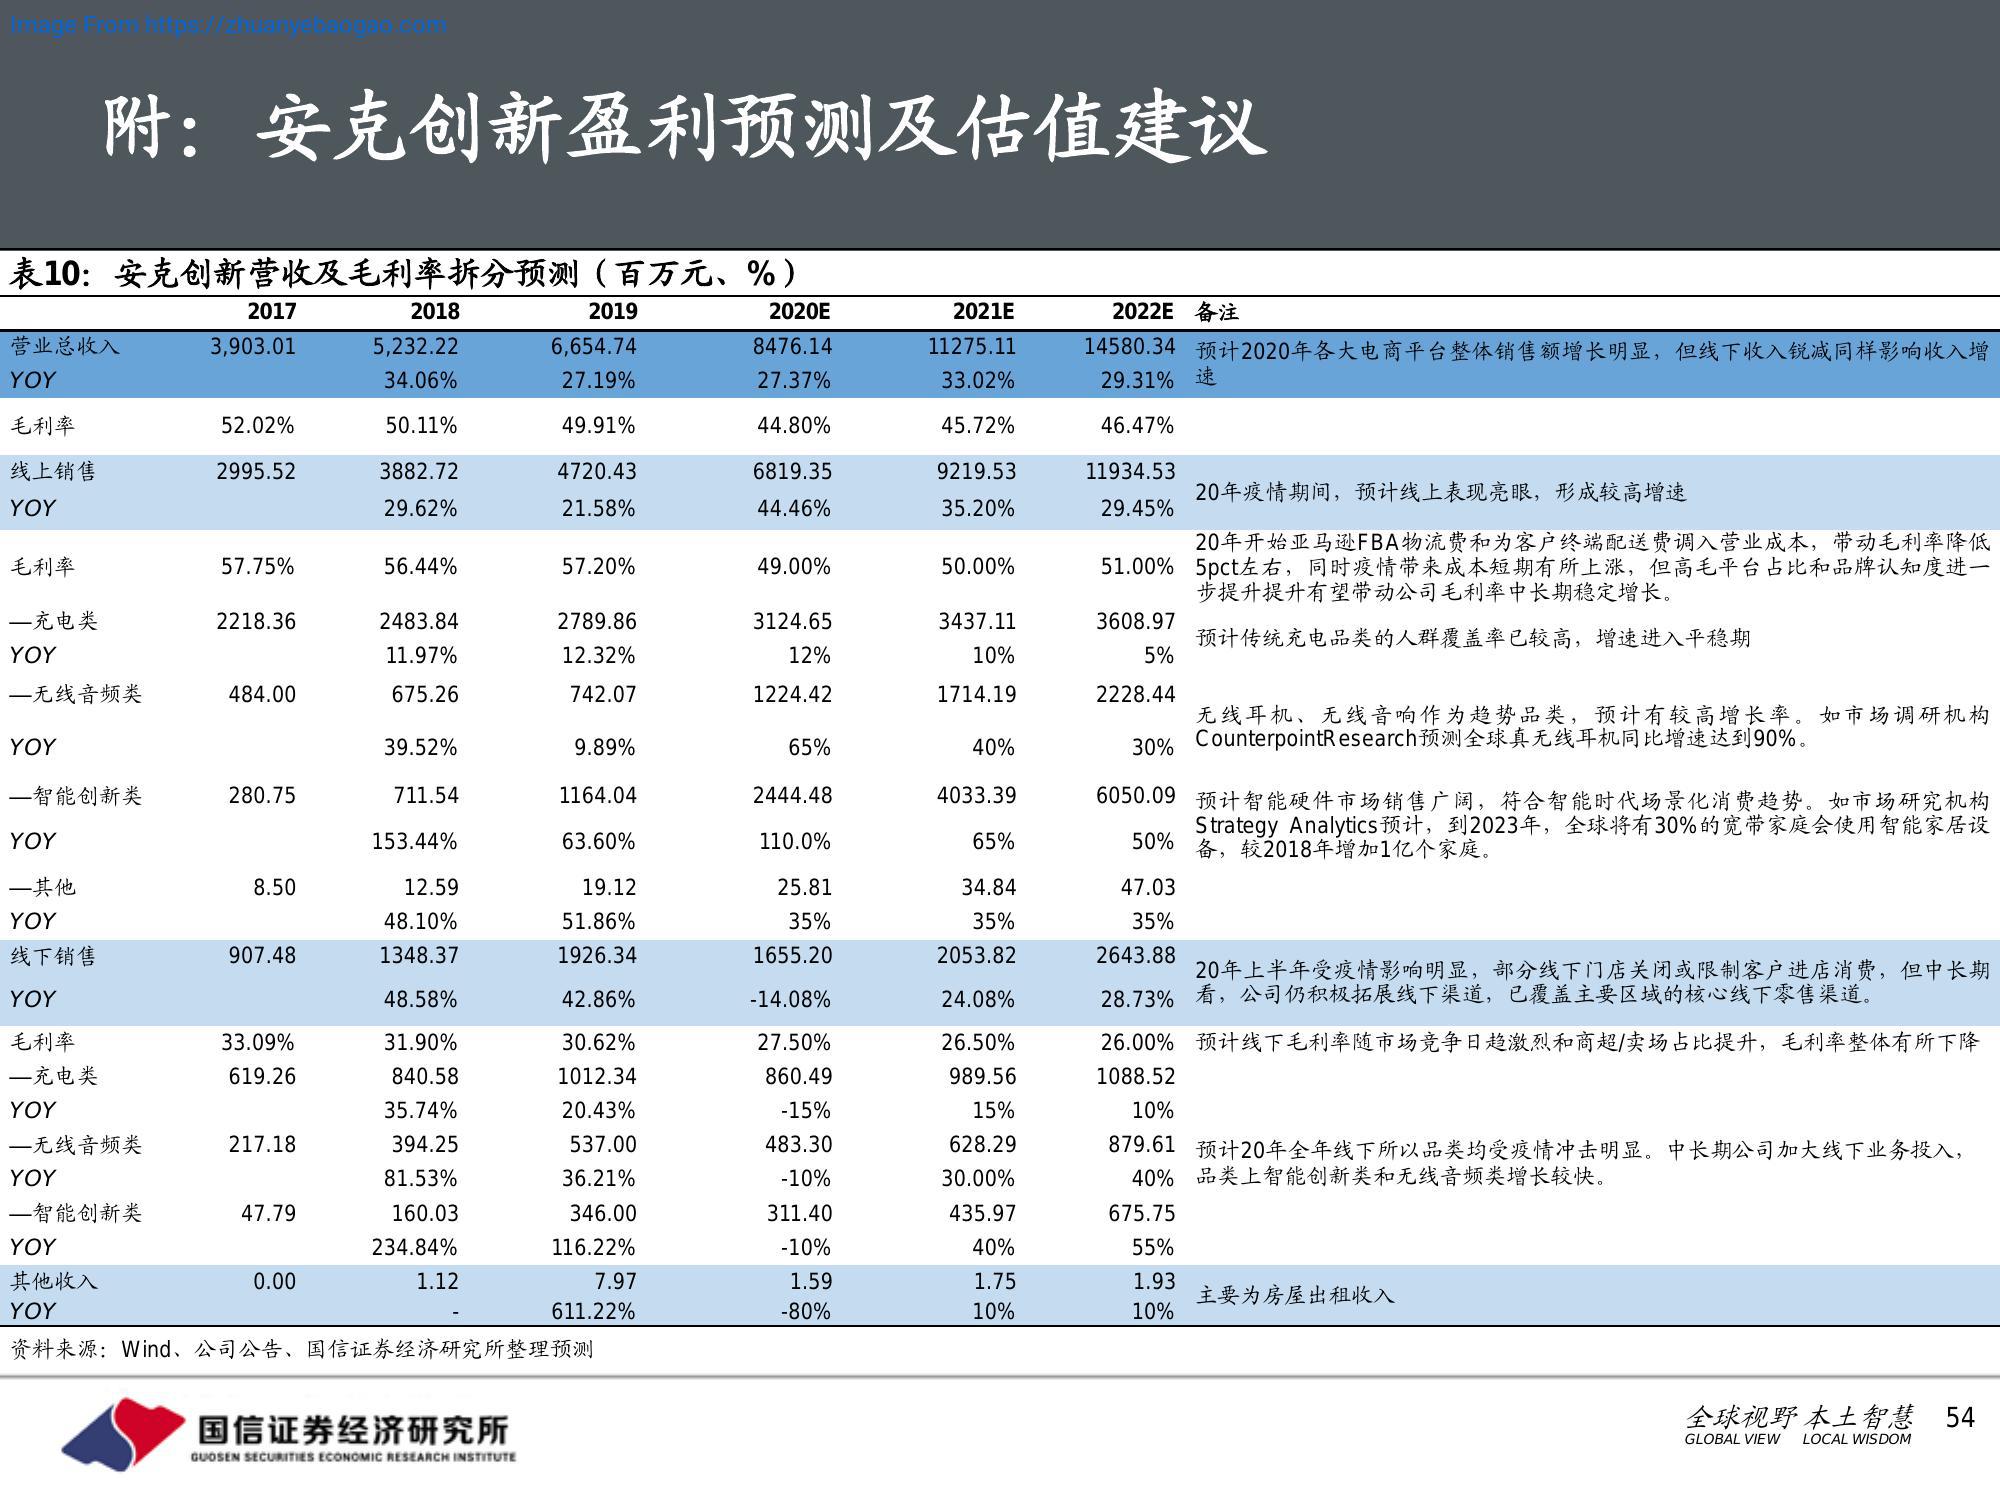 Image From https://zhuanyebaogao.com
附：安克创新盈利预测及估值建议
表10：安克创新营收及毛利率拆分预测（百万元、%）
2017 2018 2019 2020E 2021E 2022E 备注
营业总收入 3,903.01 5,232.22 6,654.74 8476.14 11275.11 14580.34 预计2020年各大电商平台整体销售额增长明显，但线下收入锐减同样影响收入增
YOY 34.06% 27.19% 27.37% 33.02% 29.31% 速
毛利率 52.02% 50.11% 49.91% 44.80% 45.72% 46.47%
线上销售 2995.52 3882.72 4720.43 6819.35 9219.53 11934.53
20年疫情期间，预计线上表现亮眼，形成较高增速
YOY 29.62% 21.58% 44.46% 35.20% 29.45%
20年开始亚马逊FBA物流费和为客户终端配送费调入营业成本，带动毛利率降低
毛利率 57.75% 56.44% 57.20% 49.00% 50.00% 51.00% 5pct左右，同时疫情带来成本短期有所上涨，但高毛平台占比和品牌认知度进一
步提升提升有望带动公司毛利率中长期稳定增长。
—充电类 2218.36 2483.84 2789.86 3124.65 3437.11 3608.97
预计传统充电品类的人群覆盖率已较高，增速进入平稳期
YOY 11.97% 12.32% 12% 10% 5%
—无线音频类 484.00 675.26 742.07 1224.42 1714.19 2228.44
无线耳机、无线音响作为趋势品类，预计有较高增长率。如市场调研机构
YOY 39.52% 9.89% 65% 40% 30% CounterpointResearch预测全球真无线耳机同比增速达到90%。
—智能创新类 280.75 711.54 1164.04 2444.48 4033.39 6050.09 预计智能硬件市场销售广阔，符合智能时代场景化消费趋势。如市场研究机构
Strategy Analytics预计，到2023年，全球将有30%的宽带家庭会使用智能家居设
YOY 153.44% 63.60% 110.0% 65% 50% 备，较2018年增加1亿个家庭。
—其他 8.50 12.59 19.12 25.81 34.84 47.03
YOY 48.10% 51.86% 35% 35% 35%
线下销售 907.48 1348.37 1926.34 1655.20 2053.82 2643.88
20年上半年受疫情影响明显，部分线下门店关闭或限制客户进店消费，但中长期
YOY 48.58% 42.86% -14.08% 24.08% 28.73% 看，公司仍积极拓展线下渠道，已覆盖主要区域的核心线下零售渠道。
毛利率 33.09% 31.90% 30.62% 27.50% 26.50% 26.00% 预计线下毛利率随市场竞争日趋激烈和商超/卖场占比提升，毛利率整体有所下降
—充电类 619.26 840.58 1012.34 860.49 989.56 1088.52
YOY 35.74% 20.43% -15% 15% 10%
—无线音频类 217.18 394.25 537.00 483.30 628.29 879.61 预计20年全年线下所以品类均受疫情冲击明显。中长期公司加大线下业务投入，
YOY 81.53% 36.21% -10% 30.00% 40% 品类上智能创新类和无线音频类增长较快。
—智能创新类 47.79 160.03 346.00 311.40 435.97 675.75
YOY 234.84% 116.22% -10% 40% 55%
其他收入 0.00 1.12 7.97 1.59 1.75 1.93
主要为房屋出租收入
YOY - 611.22% -80% 10% 10%
资料来源：Wind、公司公告、国信证券经济研究所整理预测
国信证券经济研究所
GUOSEN SECURITIES ECONOMIC RESEARCH INSTITUTE
全球视野 本土智慧 54
GLOBAL VIEW LOCAL WISDOM